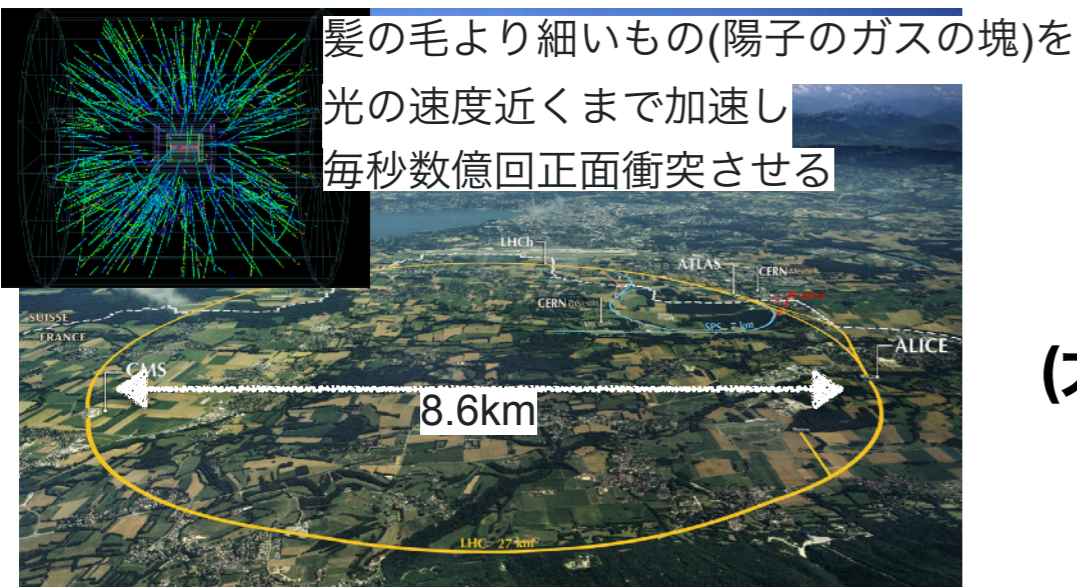 髪の毛より細いもの(陽子のガスの塊)を
光の速度近くまで加速し
毎秒数億回正面衝突させる
LHCb
ATLAS
CERN Meyrin
CERN Prévessin
SUISSE
FRANCE
SPS 7 km
ALICE
CMS
8.6km
LHC 27 km